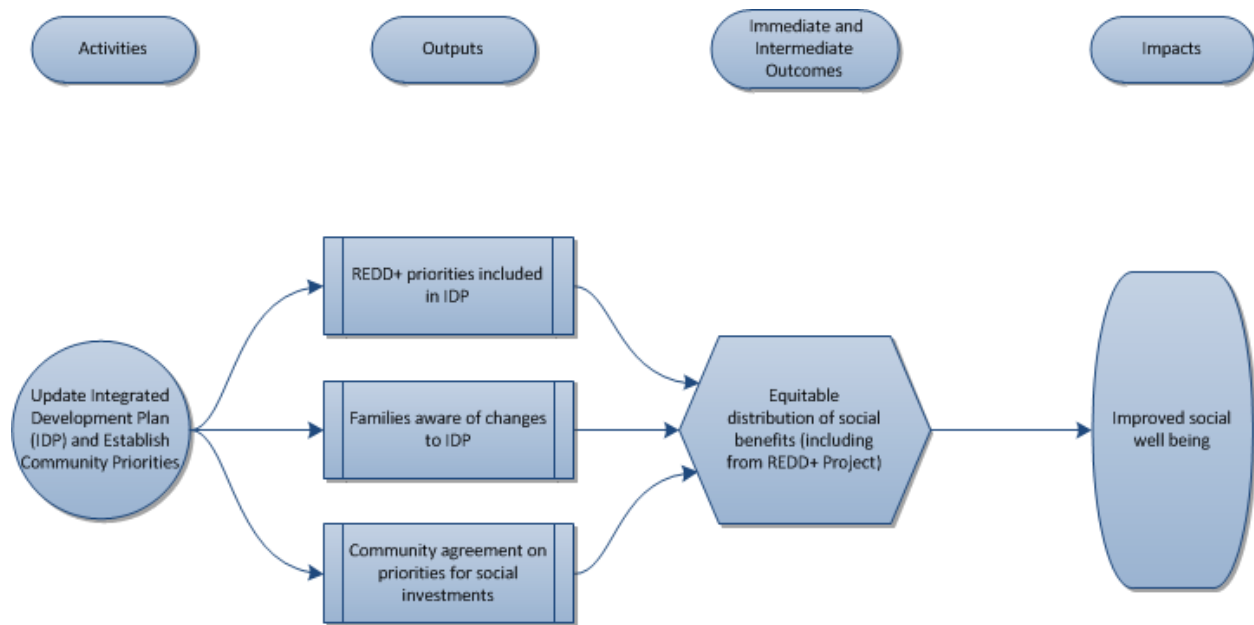 Activities
Outputs
Immediate and
Intermediate
Outcomes
Impacts
Update Integrated
Development Plan
(IDP) and Establish
Community Priorities
REDD+ priorities included
in IDP
Families aware of changes
to IDP
Community agreement on
priorities for social
investments
Equitable
distribution of social
benefits (including
from REDD+ Project)
Improved social
well being